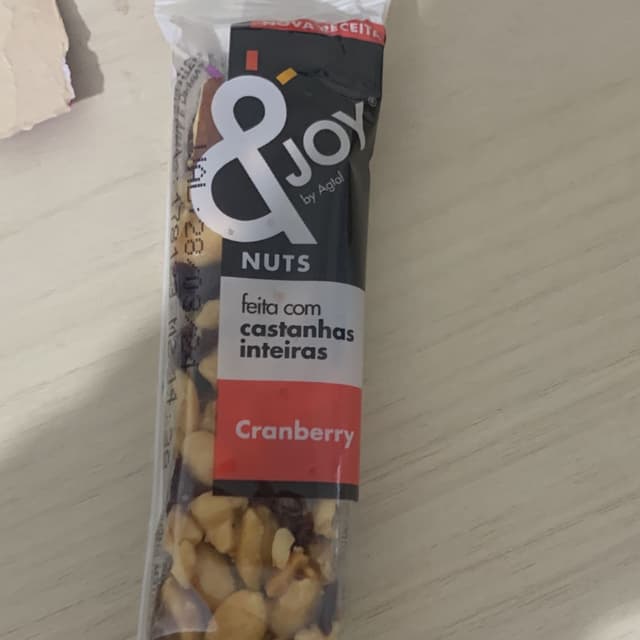 NOVA RECEITA
&JOY
by Agtal
NUTS
feita com
castanhas
inteiras
Cranberry